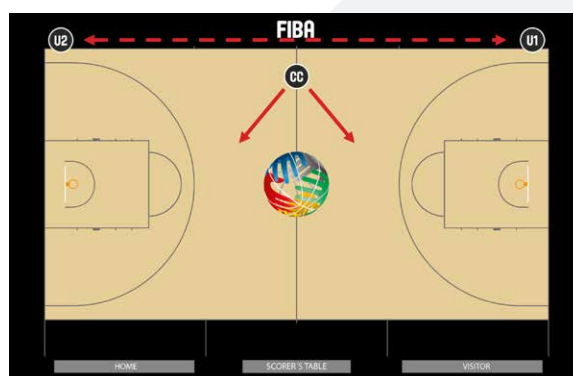 FIBA
U2
U1
CC
HOME
SCORER'S TABLE
VISITOR